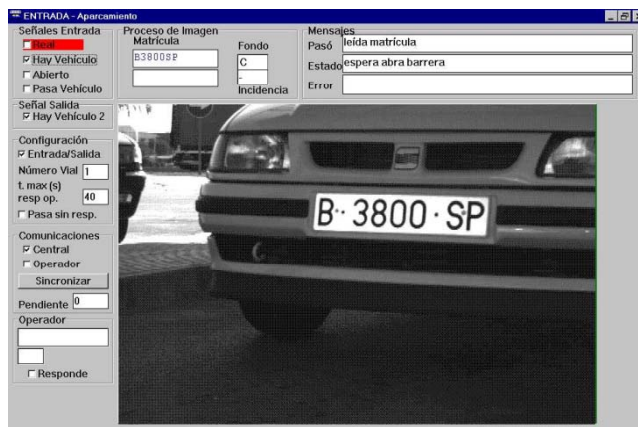 ENTRADA - Aparcamiento
Señales Entrada
Real
Hay Vehículo
Abierto
Pasa Vehículo
Señal Salida
Hay Vehículo 2
Configuración
Entrada/Salida
Número Vial 1
t. max (s)
resp op. 40
Pasa sin resp.
Comunicaciones
Central
Operador
Sincronizar
Pendiente 0
Operador
Responde
Proceso de Imagen
Matrícula
B3800SP
Fondo
C
-
Incidencia
Mensajes
Pasó leída matrícula
Estado espera abra barrera
Error
B·3800·SP